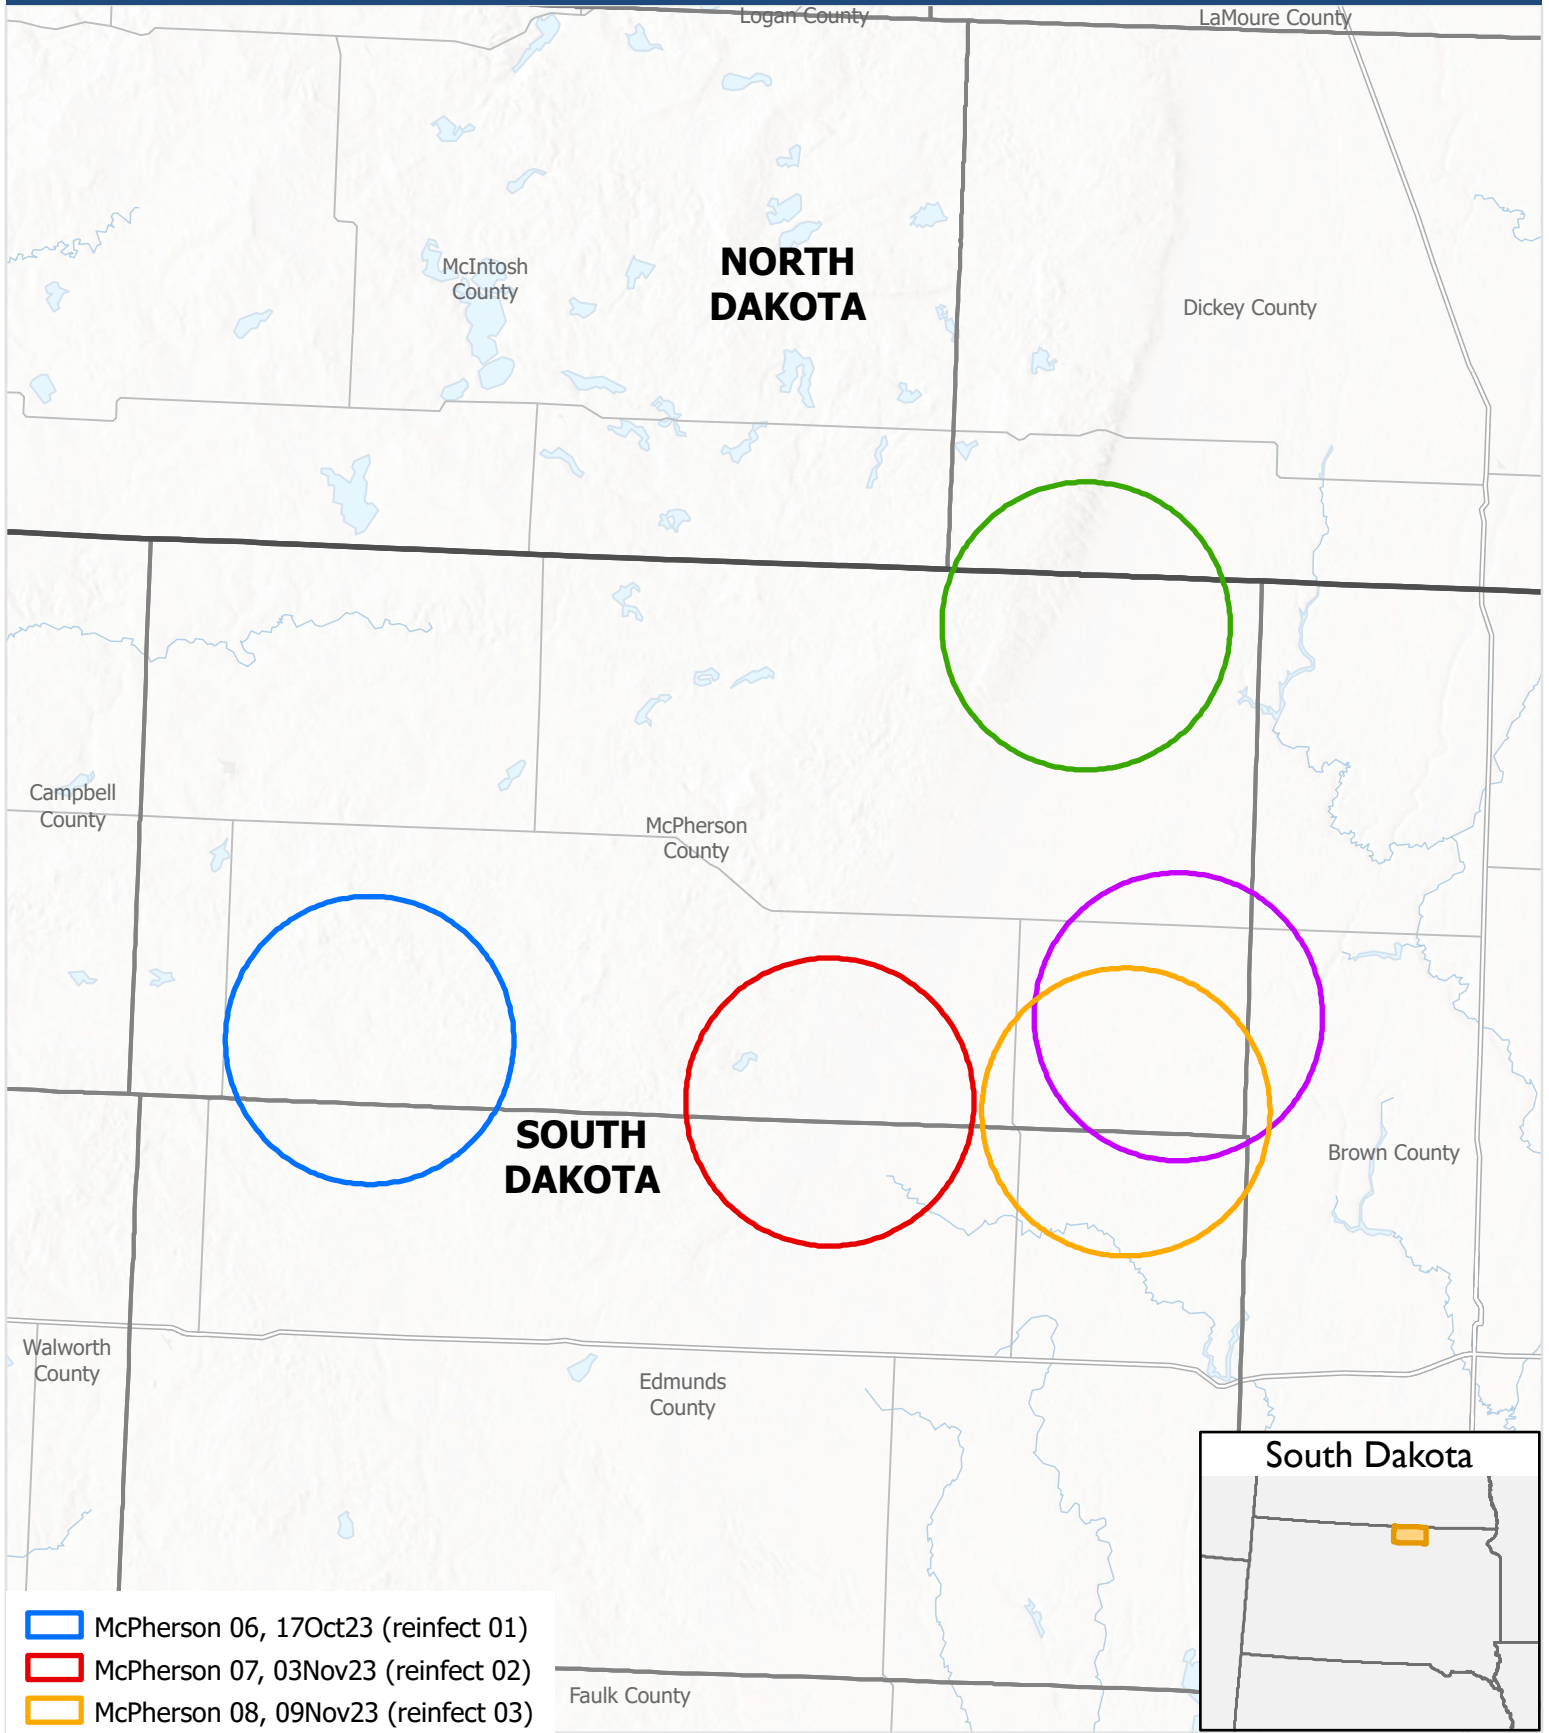 Logan County
LaMoure County
McIntosh
County
NORTH
DAKOTA
Dickey County
Campbell
County
McPherson
County
SOUTH
DAKOTA
Brown County
Walworth
County
Edmunds
County
South Dakota
McPherson 06, 17Oct23 (reinfect 01)
McPherson 07, 03Nov23 (reinfect 02)
McPherson 08, 09Nov23 (reinfect 03)
Faulk County